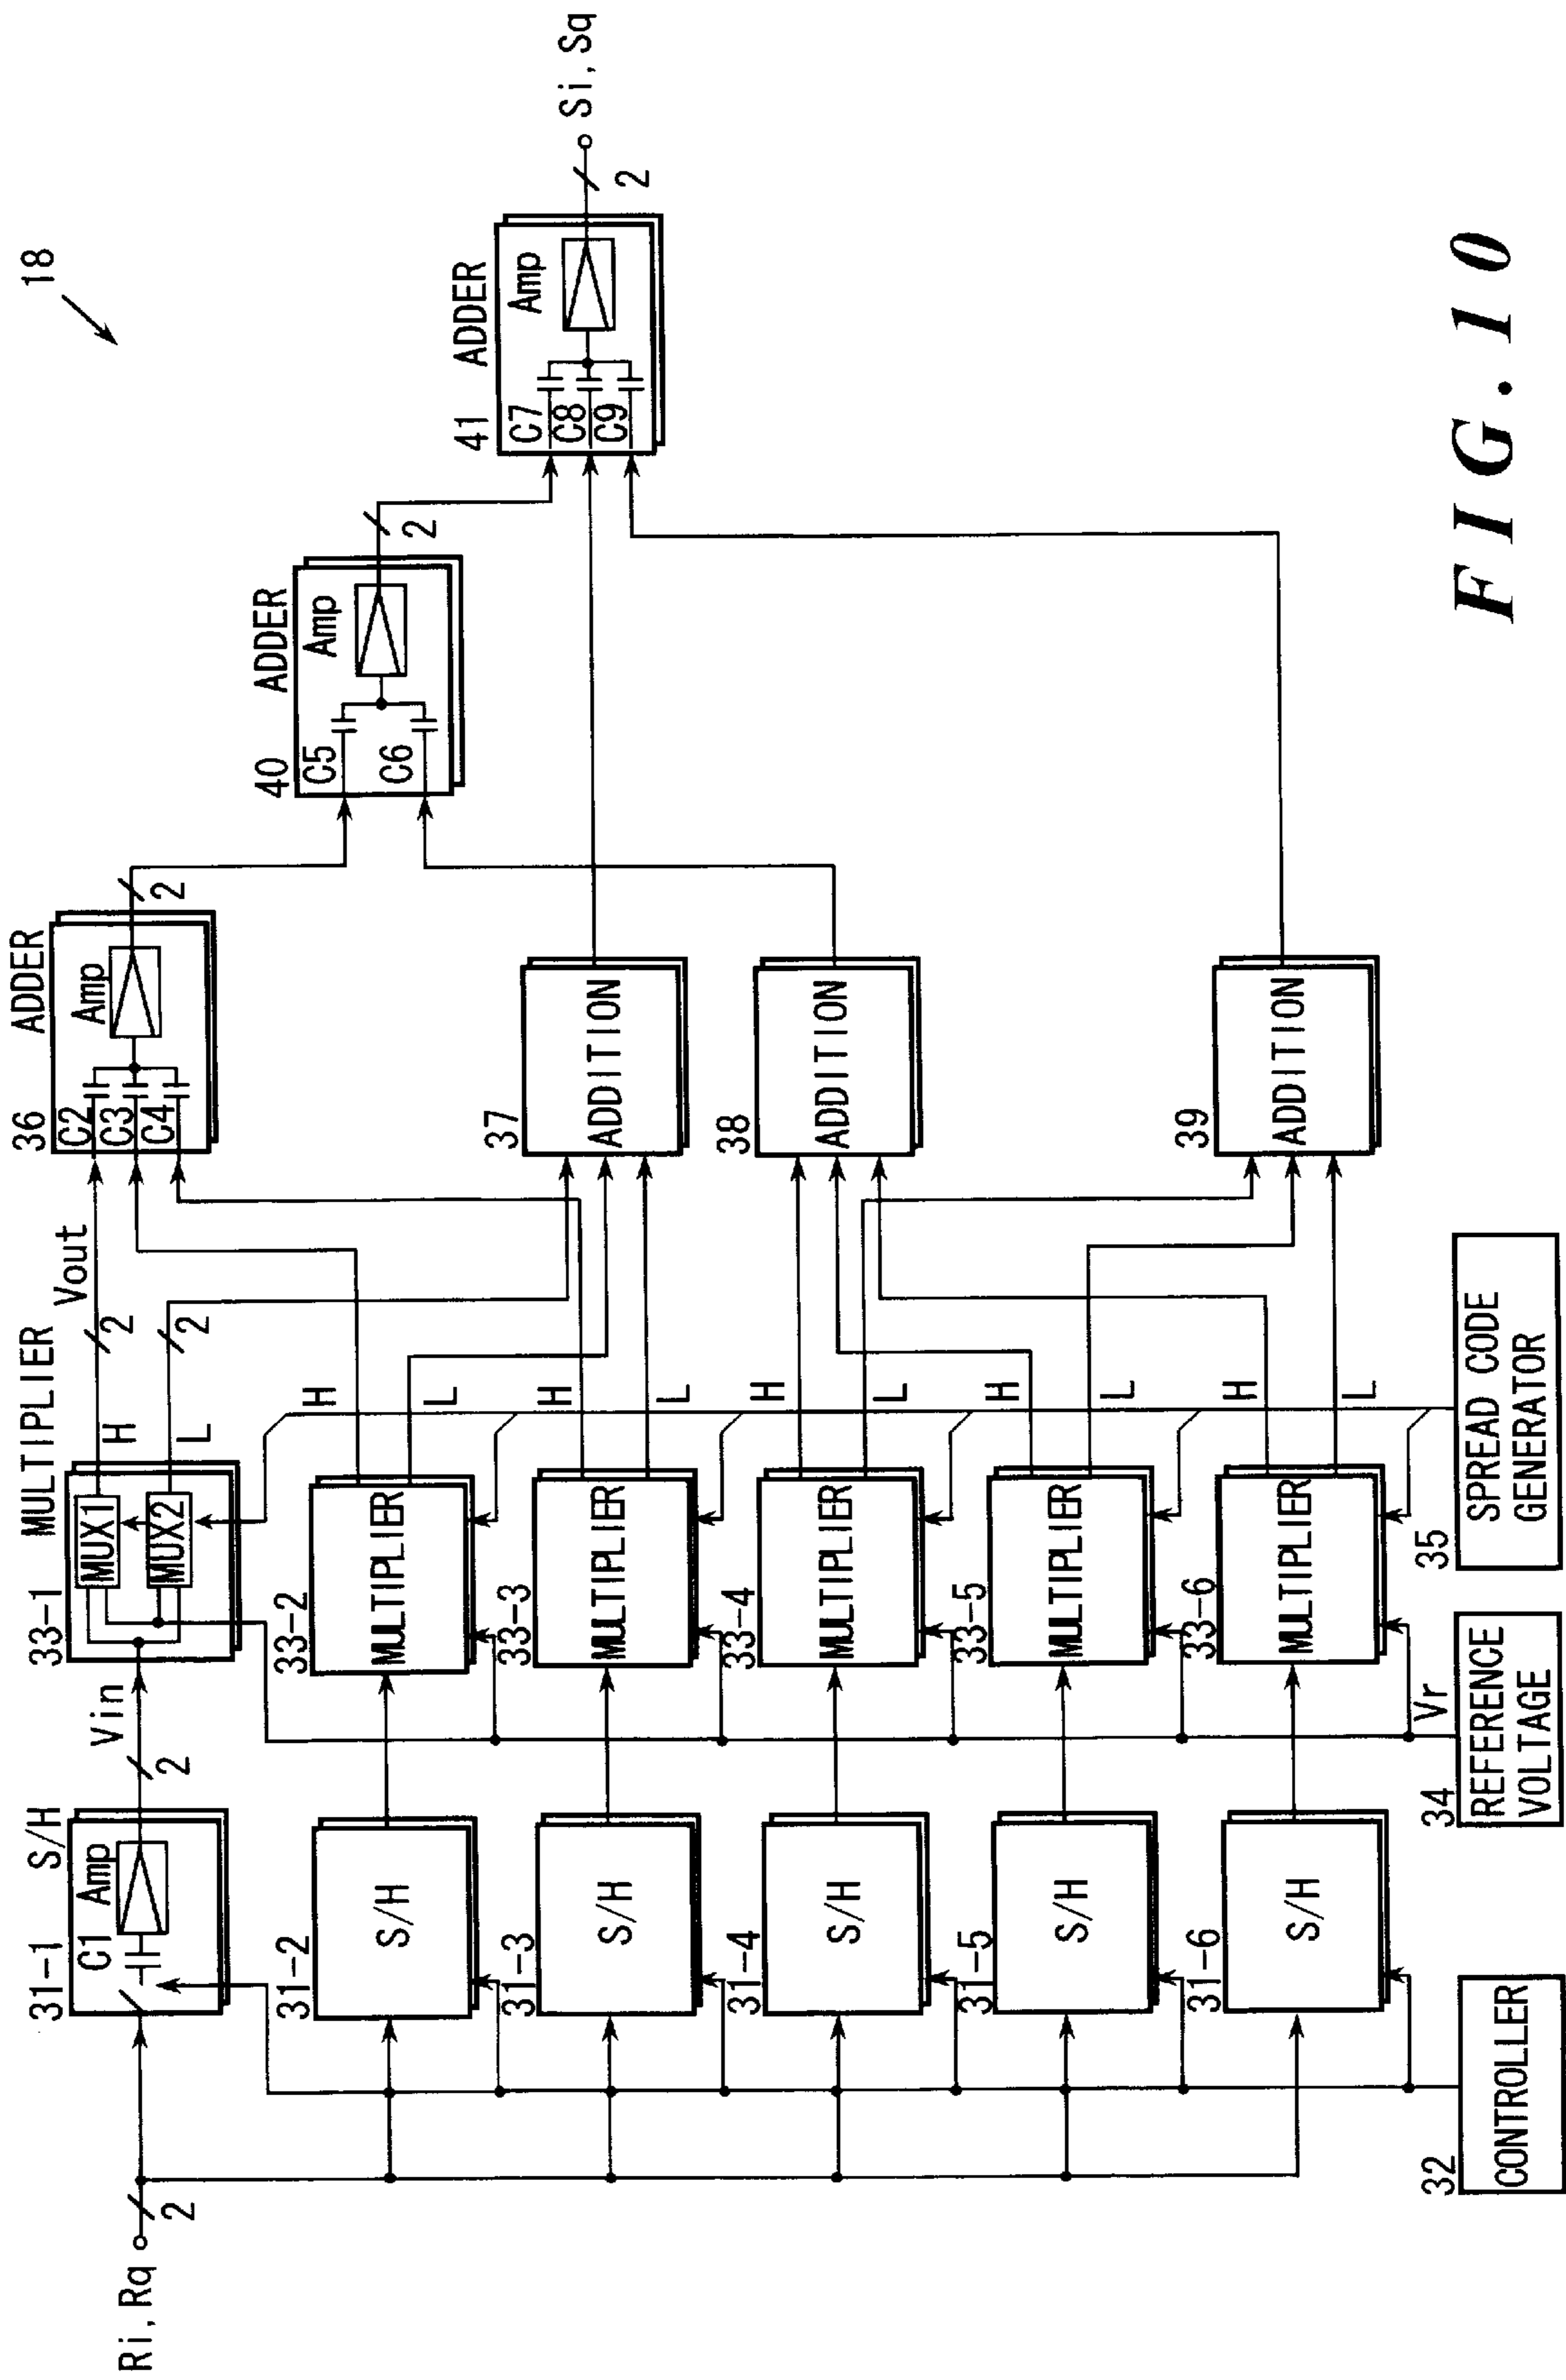 18
Ri, Rq
2
31-1
S/H
C1
Amp
2
Vin
33-1
MULTIPLIER
MUX1
MUX2
H
L
2
2
Vout
36
ADDER
C2
C3
C4
Amp
2
40
ADDER
C5
C6
Amp
2
41
ADDER
C7
C8
C9
Amp
2
Si, Sq
31-2
S/H
33-2
MULTIPLIER
H
L
37
ADDITION
31-3
S/H
33-3
MULTIPLIER
H
L
38
ADDITION
31-4
S/H
33-4
MULTIPLIER
H
L
31-5
S/H
33-5
MULTIPLIER
H
L
39
ADDITION
31-6
S/H
33-6
MULTIPLIER
H
L
Vr
32
CONTROLLER
34
REFERENCE
VOLTAGE
35
SPREAD CODE
GENERATOR
FIG. 10